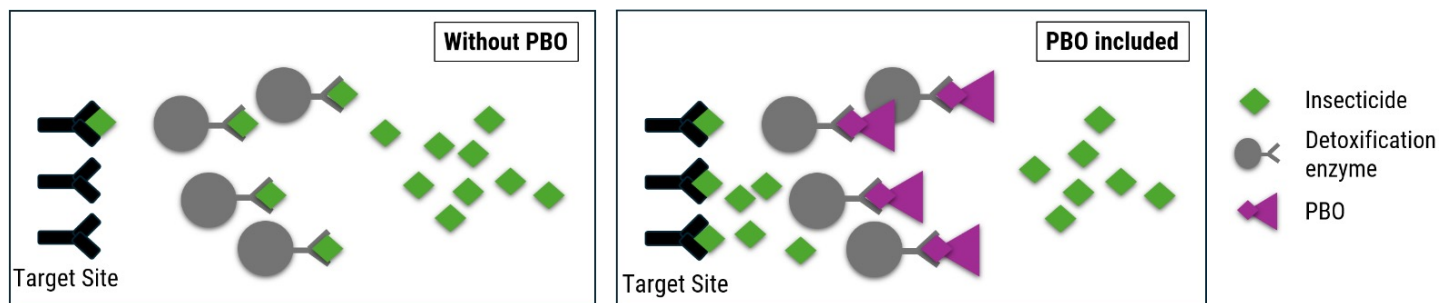 Without PBO
Target Site
PBO included
Target Site
Insecticide
Detoxification
enzyme
PBO